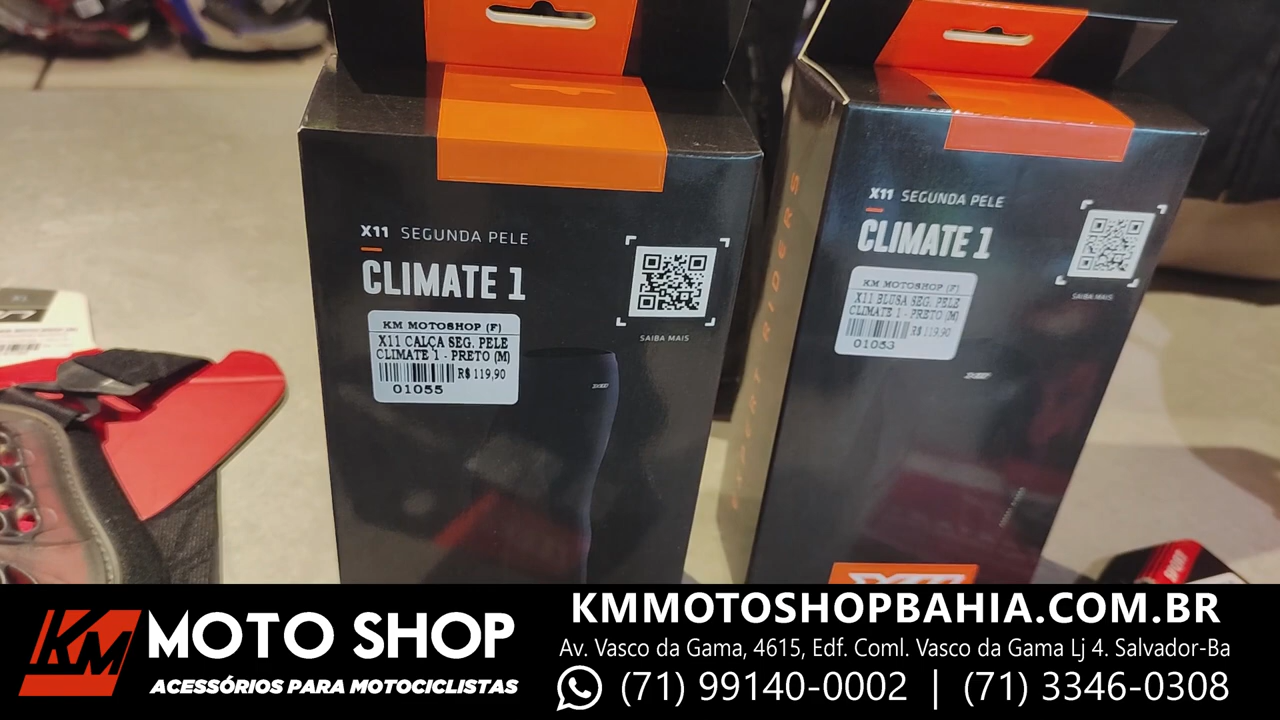 X11 SEGUNDA PELE
CLIMATE 1
KM MOTOSHOP (F)
X11 CALÇA SEG. PELE
CLIMATE 1 - PRETO (M)
R$ 119,90
01055
SAIBA MAIS
X11 SEGUNDA PELE
CLIMATE 1
KM MOTOSHOP (F)
X11 BLUSA SEG. PELE
CLIMATE 1 - PRETO (M)
R$ 119,90
01053
SAIBA MAIS
RIDERS
X11
KM MOTO SHOP
ACESSÓRIOS PARA MOTOCICLISTAS
KMMOTOSHOPBAHIA.COM.BR
Av. Vasco da Gama, 4615, Edf. Coml. Vasco da Gama Lj 4. Salvador-Ba
(71) 99140-0002 | (71) 3346-0308